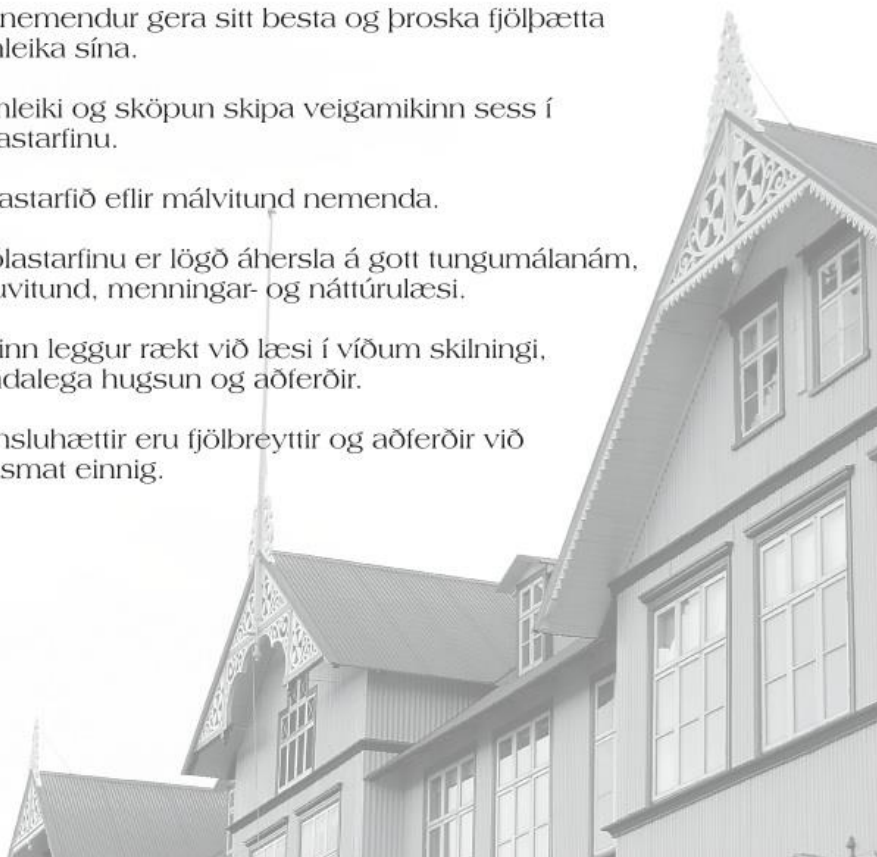 nemendur gera sitt besta og þroska fjölþætta
leika sína.
leiki og sköpun skipa veigamikinn sess í
astarfinu.
astarfið eflir málvitund nemenda.
lastarfinu er lögð áhersla á gott tungumálanám,
uvitund, menningar- og náttúrulæsi.
inn leggur rækt við læsi í víðum skilningi,
dalega hugsun og aðferðir.
nsluhættir eru fjölbreyttir og aðferðir við
smat einnig.